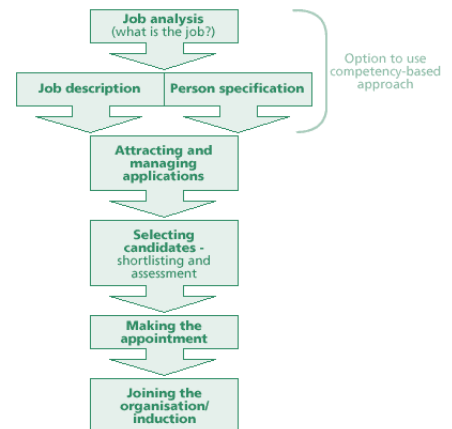 Job analysis
(what is the job?)
Option to use
competency-based
approach
Job description
Person specification
Attracting and
managing
applications
Selecting
candidates -
shortlisting and
assessment
Making the
appointment
Joining the
organisation/
induction